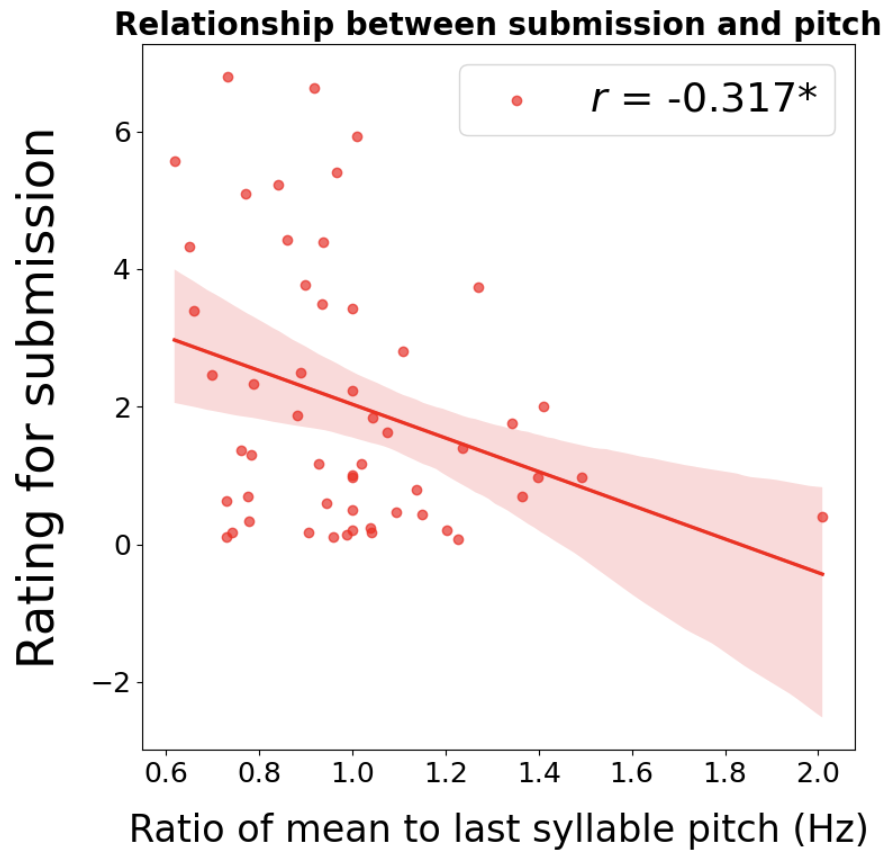 Relationship between submission and pitch
r = -0.317*
Rating for submission
6
4
2
0
−2
0.6 0.8 1.0 1.2 1.4 1.6 1.8 2.0
Ratio of mean to last syllable pitch (Hz)